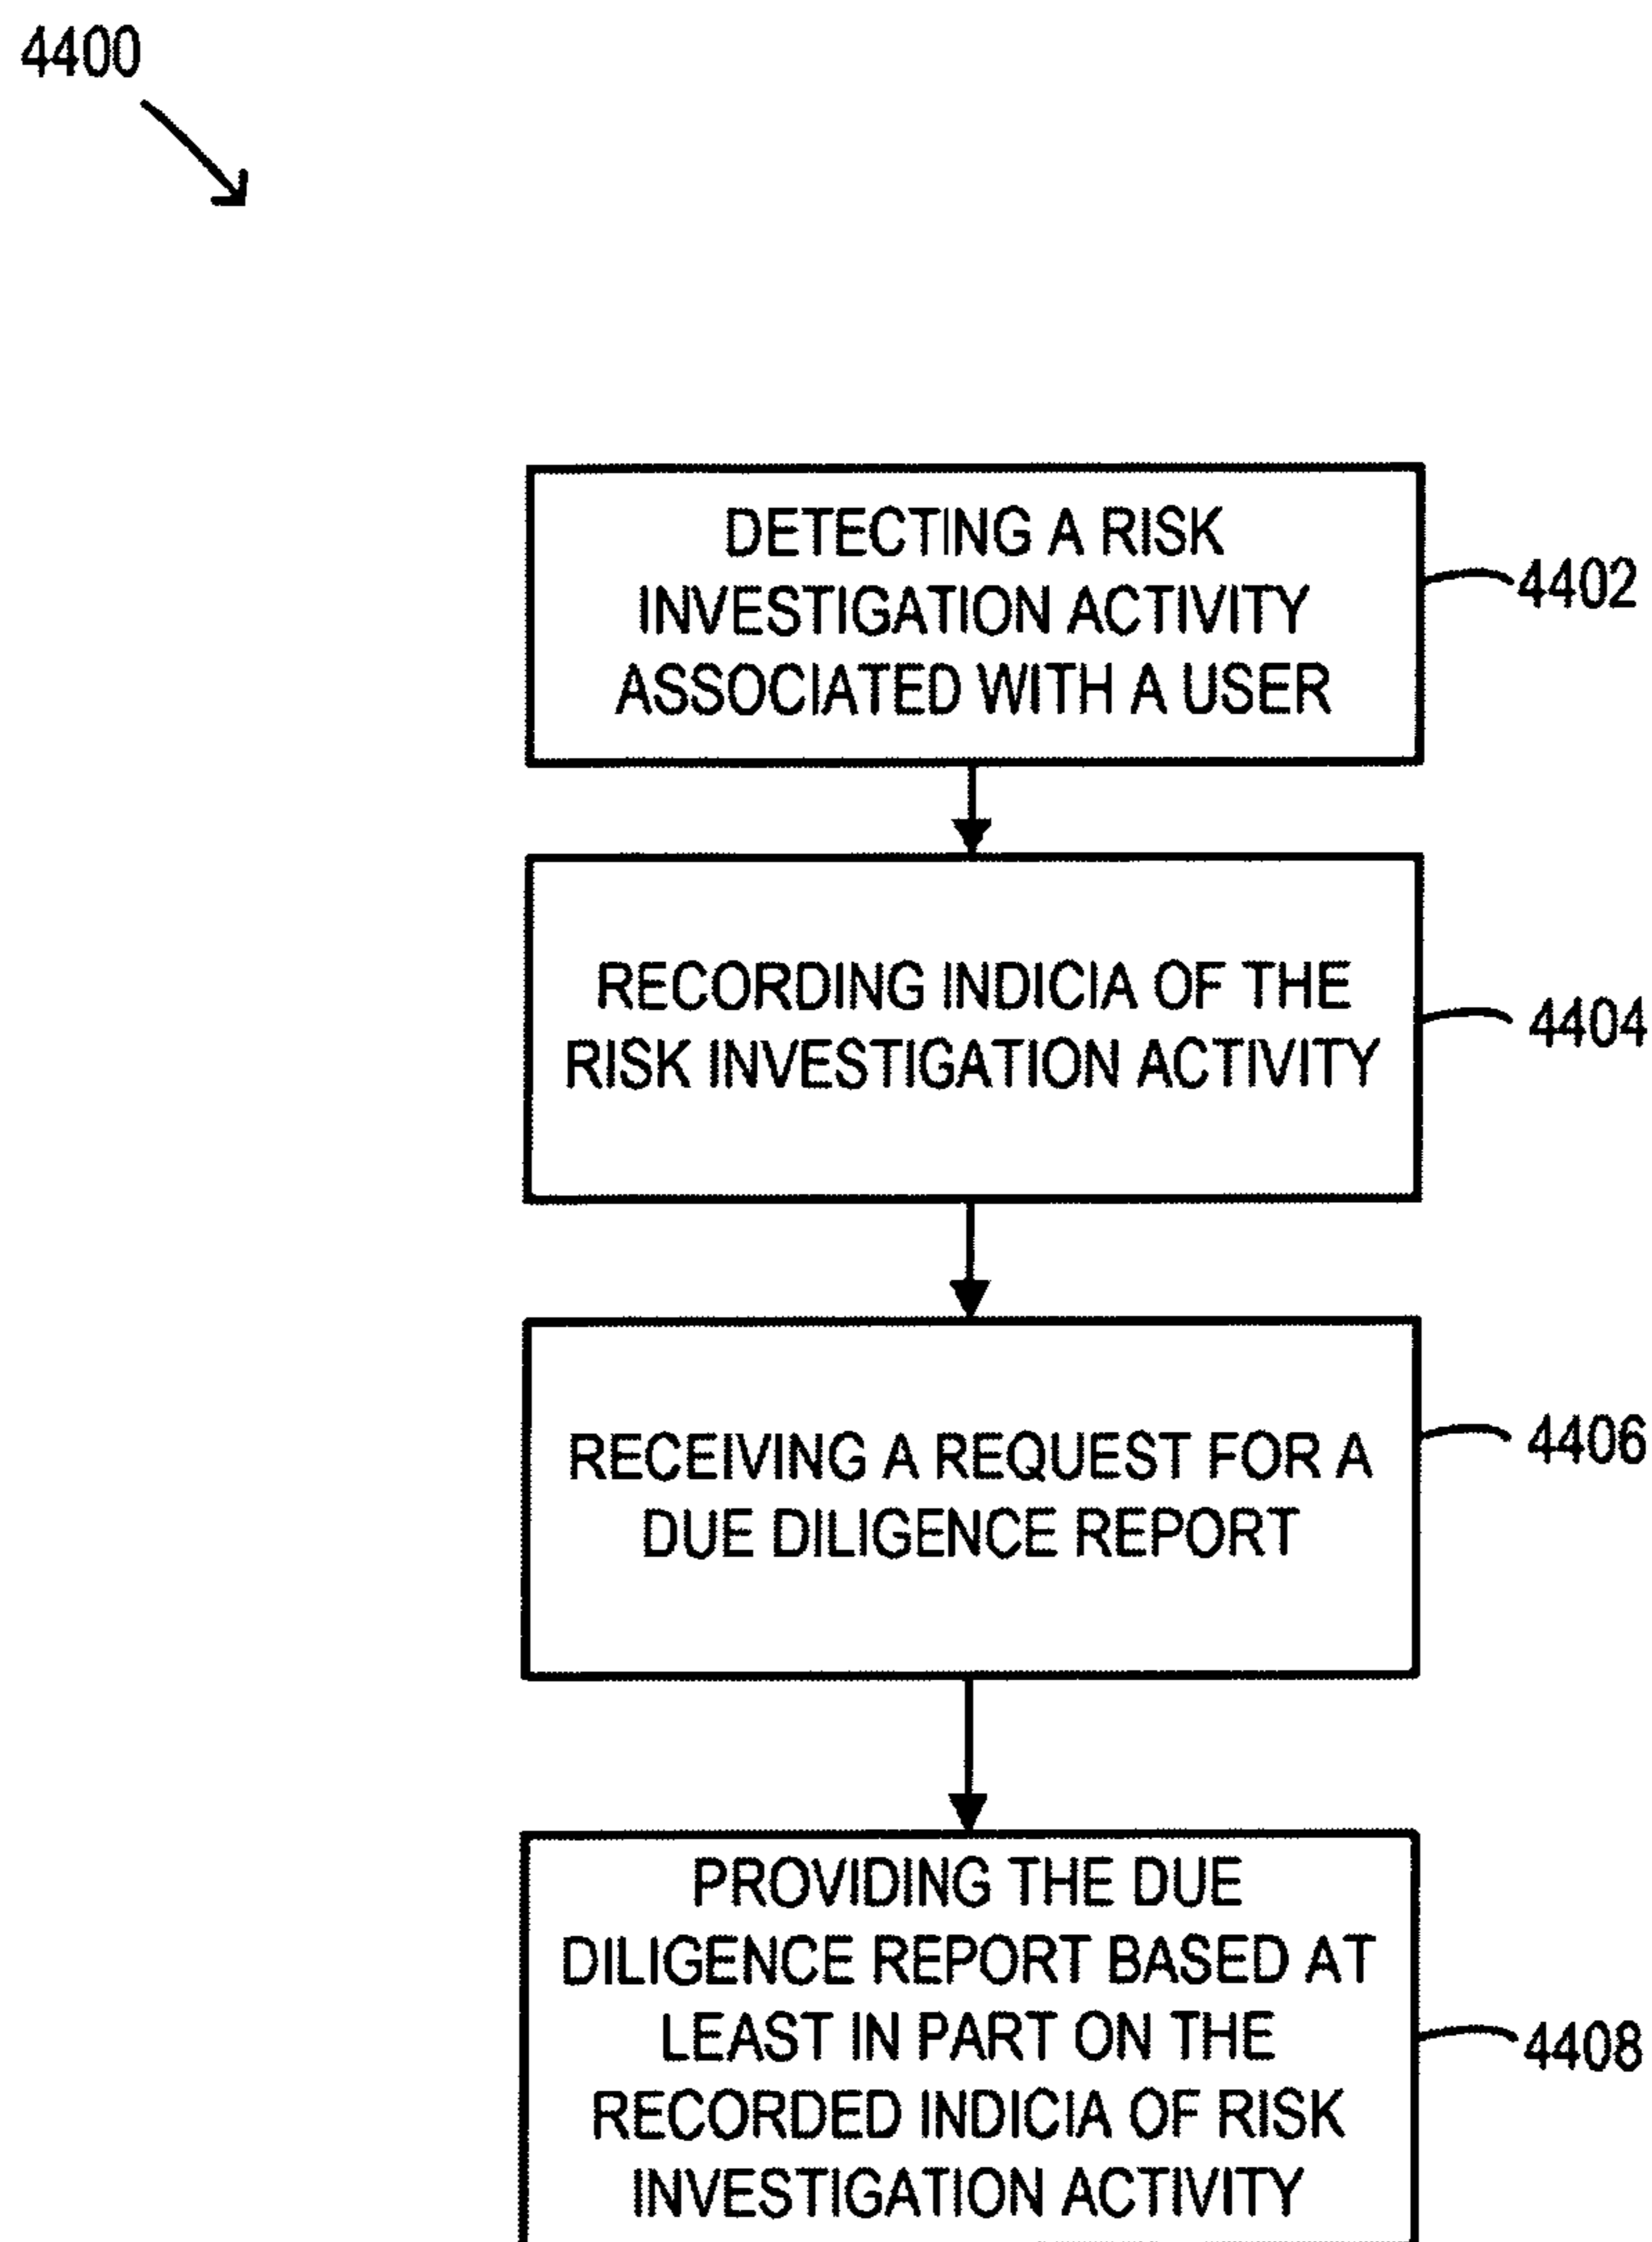 4400
DETECTING A RISK
INVESTIGATION ACTIVITY
ASSOCIATED WITH A USER
4402
RECORDING INDICIA OF THE
RISK INVESTIGATION ACTIVITY
4404
RECEIVING A REQUEST FOR A
DUE DILIGENCE REPORT
4406
PROVIDING THE DUE
DILIGENCE REPORT BASED AT
LEAST IN PART ON THE
RECORDED INDICIA OF RISK
INVESTIGATION ACTIVITY
4408